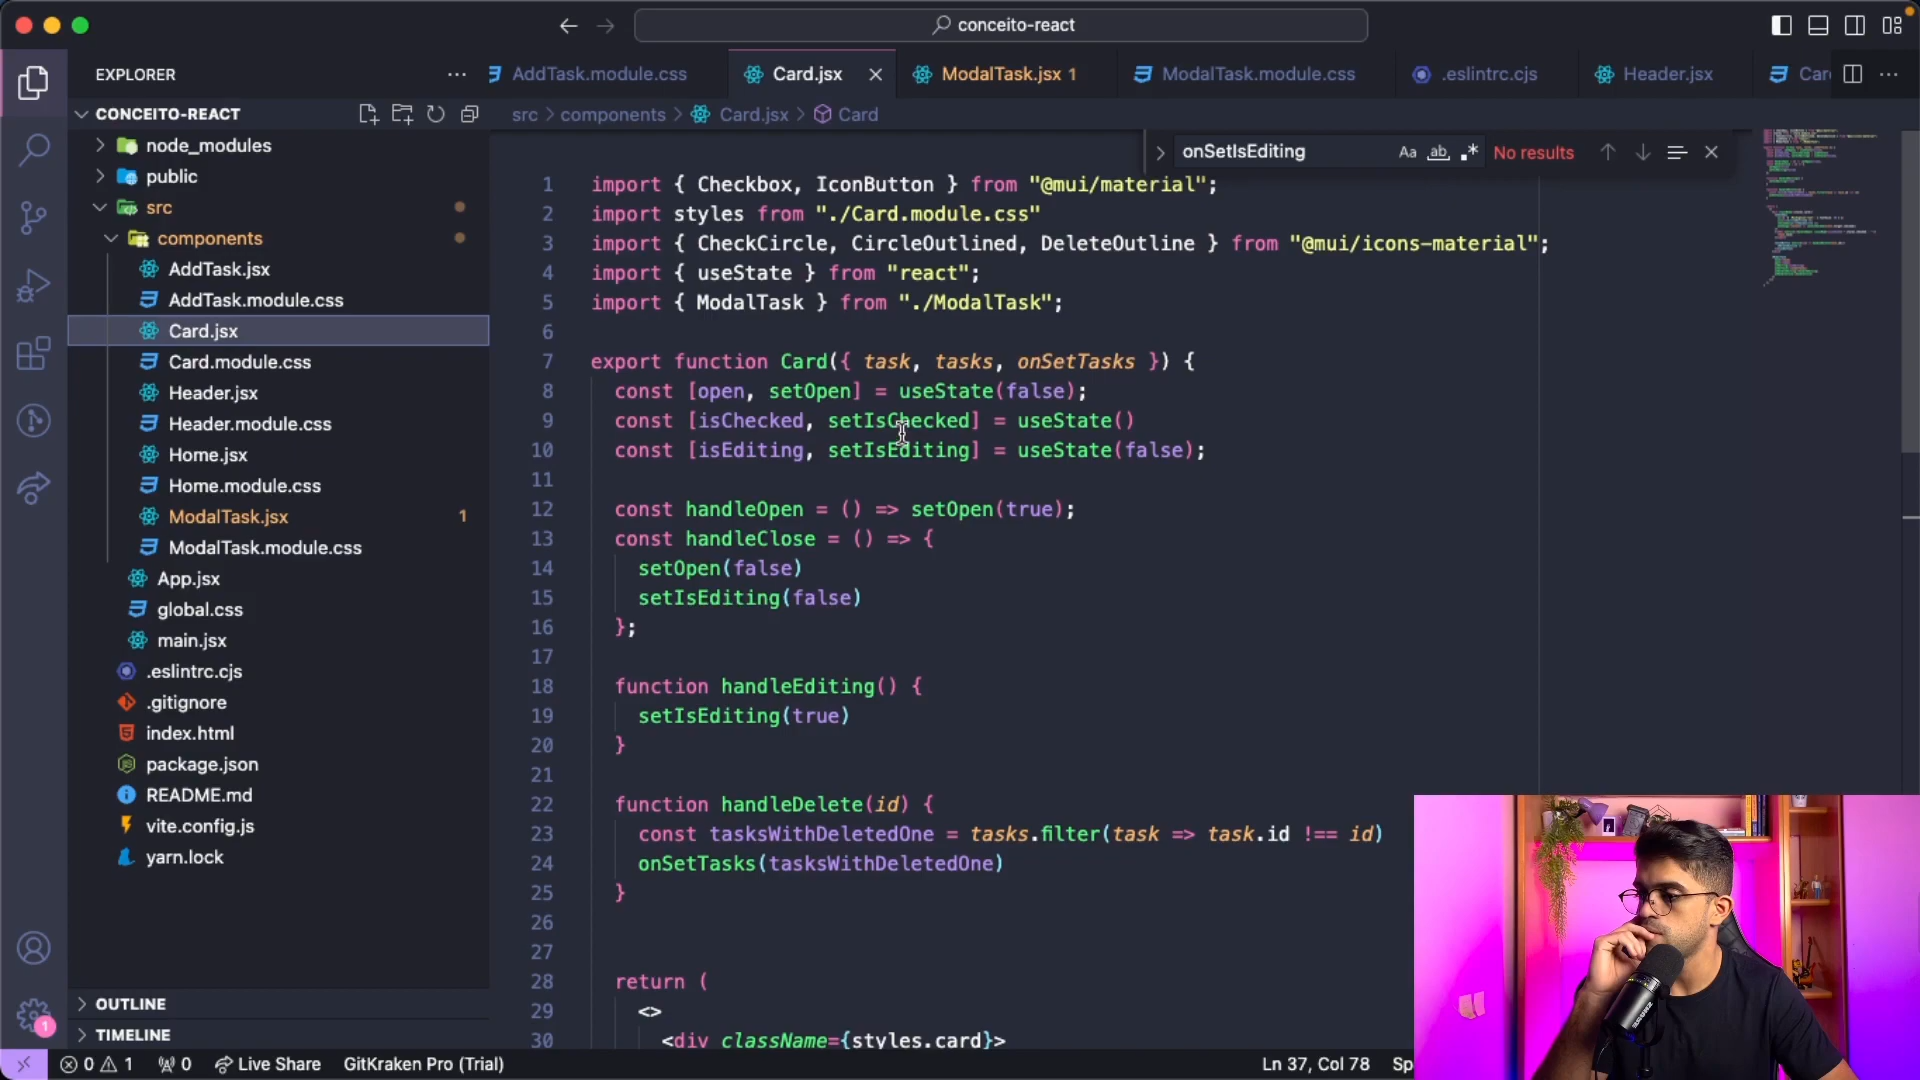 conceito-react
EXPLORER
AddTask.module.css
Card.jsx
ModalTask.jsx 1
ModalTask.module.css
.eslintrc.cjs
Header.jsx
Car
CONCEITO-REACT
node_modules
public
src
components
AddTask.jsx
AddTask.module.css
Card.jsx
Card.module.css
Header.jsx
Header.module.css
Home.jsx
Home.module.css
ModalTask.jsx 1
ModalTask.module.css
App.jsx
global.css
main.jsx
.eslintrc.cjs
.gitignore
index.html
package.json
README.md
vite.config.js
yarn.lock
OUTLINE
TIMELINE
src > components > Card.jsx > Card
onSetIsEditing Aa ab .* No results
1 import { Checkbox, IconButton } from "@mui/material";
2 import styles from "./Card.module.css"
3 import { CheckCircle, CircleOutlined, DeleteOutline } from "@mui/icons-material";
4 import { useState } from "react";
5 import { ModalTask } from "./ModalTask";
6
7 export function Card({ task, tasks, onSetTasks }) {
8 const [open, setOpen] = useState(false);
9 const [isChecked, setIsChecked] = useState()
10 const [isEditing, setIsEditing] = useState(false);
11
12 const handleOpen = () => setOpen(true);
13 const handleClose = () => {
14 setOpen(false)
15 setIsEditing(false)
16 };
17
18 function handleEditing() {
19 setIsEditing(true)
20 }
21
22 function handleDelete(id) {
23 const tasksWithDeletedOne = tasks.filter(task => task.id !== id)
24 onSetTasks(tasksWithDeletedOne)
25 }
26
27
28 return (
29 <>
30 <div className={styles.card}>
1
0 1 0 Live Share GitKraken Pro (Trial) Ln 37, Col 78 Sp